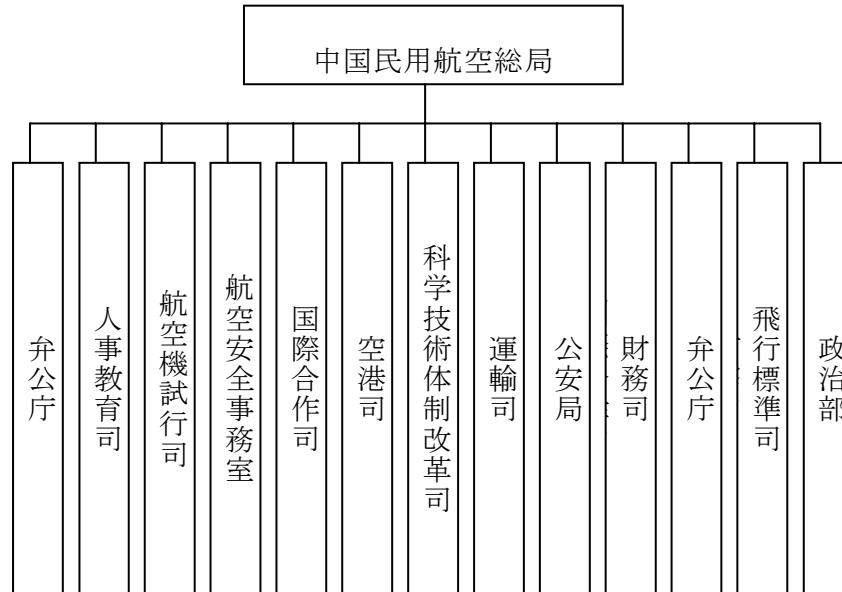 中国民用航空総局
弁公庁
人事教育司
航空機試行司
航空安全事務室
国際合作司
空港司
科学技術体制改革司
運輸司
公安局
財務司
弁公庁
飛行標準司
政治部